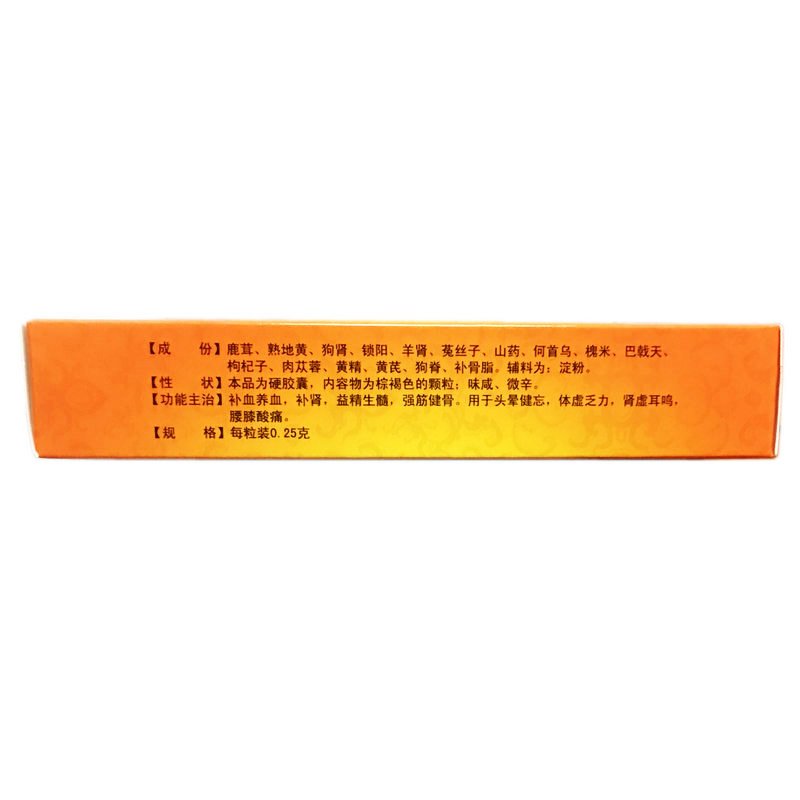 【成 份】鹿茸、熟地黄、狗肾、锁阳、羊肾、菟丝子、山药、何首乌、槐米、巴戟天、
枸杞子、肉苁蓉、黄精、黄芪、狗脊、补骨脂。辅料为：淀粉。
【性 状】本品为硬胶囊，内容物为棕褐色的颗粒；味咸、微辛。
【功能主治】补血养血，补肾，益精生髓，强筋健骨。用于头晕健忘，体虚乏力，肾虚耳鸣，
腰膝酸痛。
【规 格】每粒装0.25克